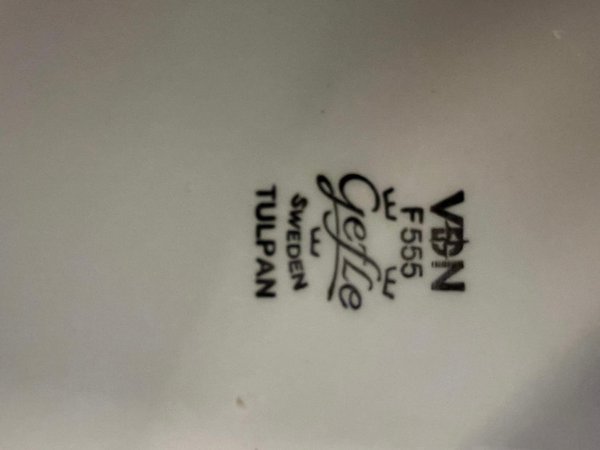 VDN
F555
Gefle
SWEDEN
TULPAN